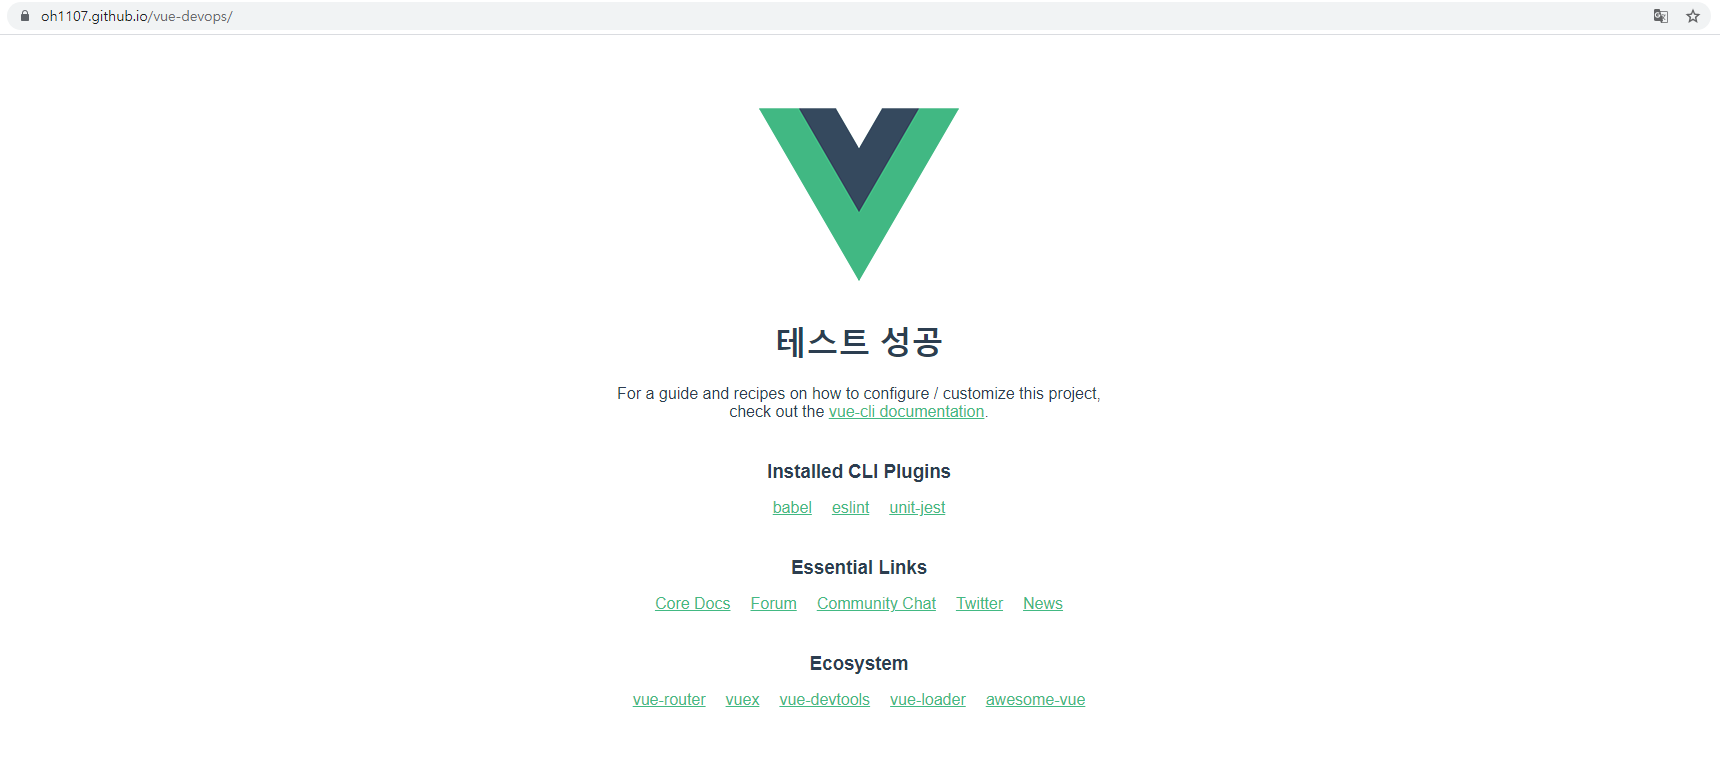 oh1107.github.io/vue-devops/
테스트 성공
For a guide and recipes on how to configure / customize this project,
check out the vue-cli documentation.
Installed CLI Plugins
babel eslint unit-jest
Essential Links
Core Docs Forum Community Chat Twitter News
Ecosystem
vue-router vuex vue-devtools vue-loader awesome-vue